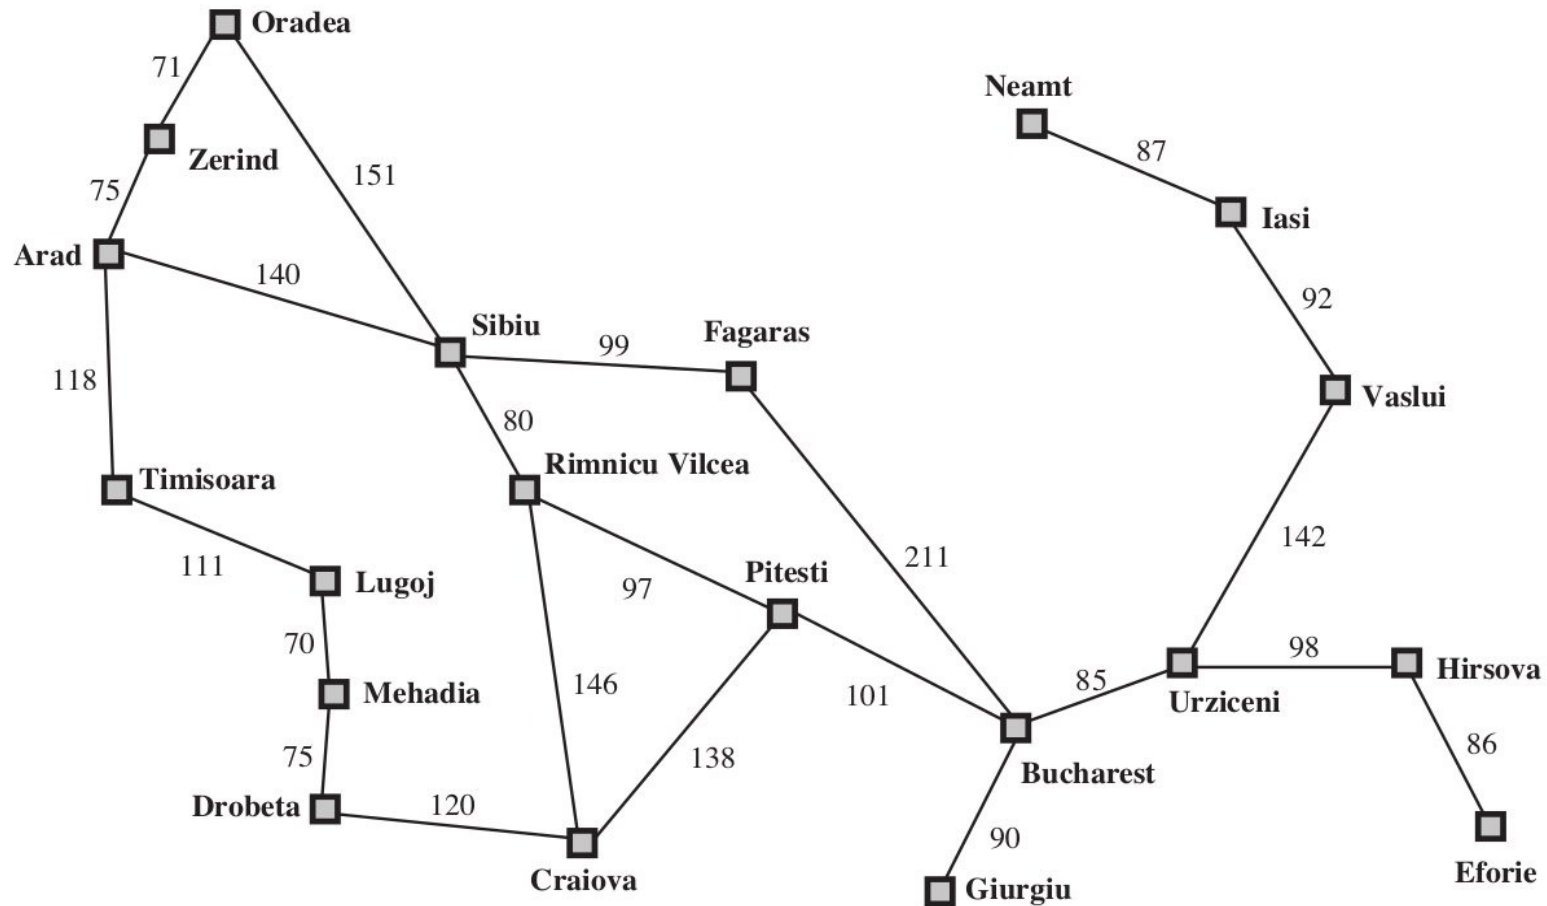 Oradea
71
Neamt
87
Zerind
151
75
Iasi
Arad
140
92
Sibiu
Fagaras
99
118
Vaslui
80
Rimnicu Vilcea
Timisoara
142
211
111
Lugoj
97
Pitesti
70
98
Hirsova
146
85
Mehadia
101
Urziceni
86
75
138
Bucharest
Drobeta
120
90
Eforie
Craiova
Giurgiu